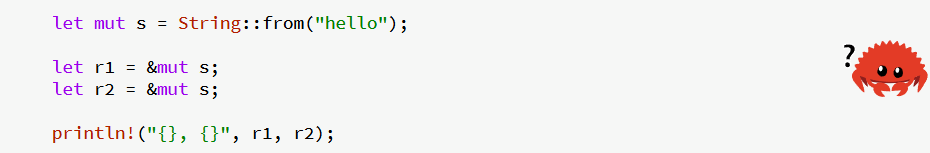 let mut s = String::from("hello");
let r1 = &mut s;
let r2 = &mut s;
println!("{}, {}", r1, r2);
?